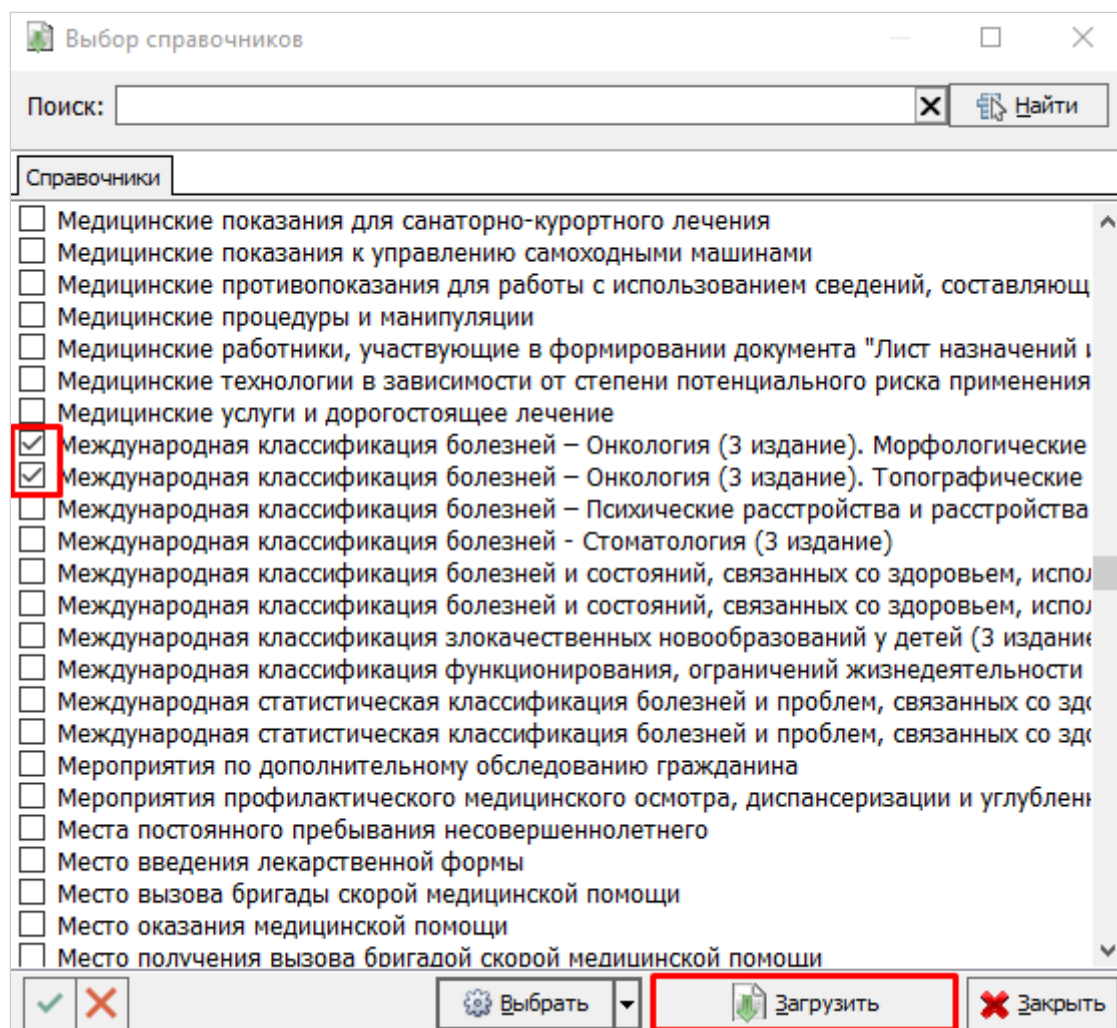 Выбор справочников
Поиск:
Найти
Справочники
Медицинские показания для санаторно-курортного лечения
Медицинские показания к управлению самоходными машинами
Медицинские противопоказания для работы с использованием сведений, составляющ
Медицинские процедуры и манипуляции
Медицинские работники, участвующие в формировании документа "Лист назначений и
Медицинские технологии в зависимости от степени потенциального риска применения
Медицинские услуги и дорогостоящее лечение
Международная классификация болезней – Онкология (3 издание). Морфологические
Международная классификация болезней – Онкология (3 издание). Топографические
Международная классификация болезней – Психические расстройства и расстройства
Международная классификация болезней - Стоматология (3 издание)
Международная классификация болезней и состояний, связанных со здоровьем, испол
Международная классификация болезней и состояний, связанных со здоровьем, испол
Международная классификация злокачественных новообразований у детей (3 издание
Международная классификация функционирования, ограничений жизнедеятельности
Международная статистическая классификация болезней и проблем, связанных со здо
Международная статистическая классификация болезней и проблем, связанных со здо
Мероприятия по дополнительному обследованию гражданина
Мероприятия профилактического медицинского осмотра, диспансеризации и углубленн
Места постоянного пребывания несовершеннолетнего
Место введения лекарственной формы
Место вызова бригады скорой медицинской помощи
Место оказания медицинской помощи
Место получения вызова бригадой скорой медицинской помощи
Выбрать
Загрузить
Закрыть